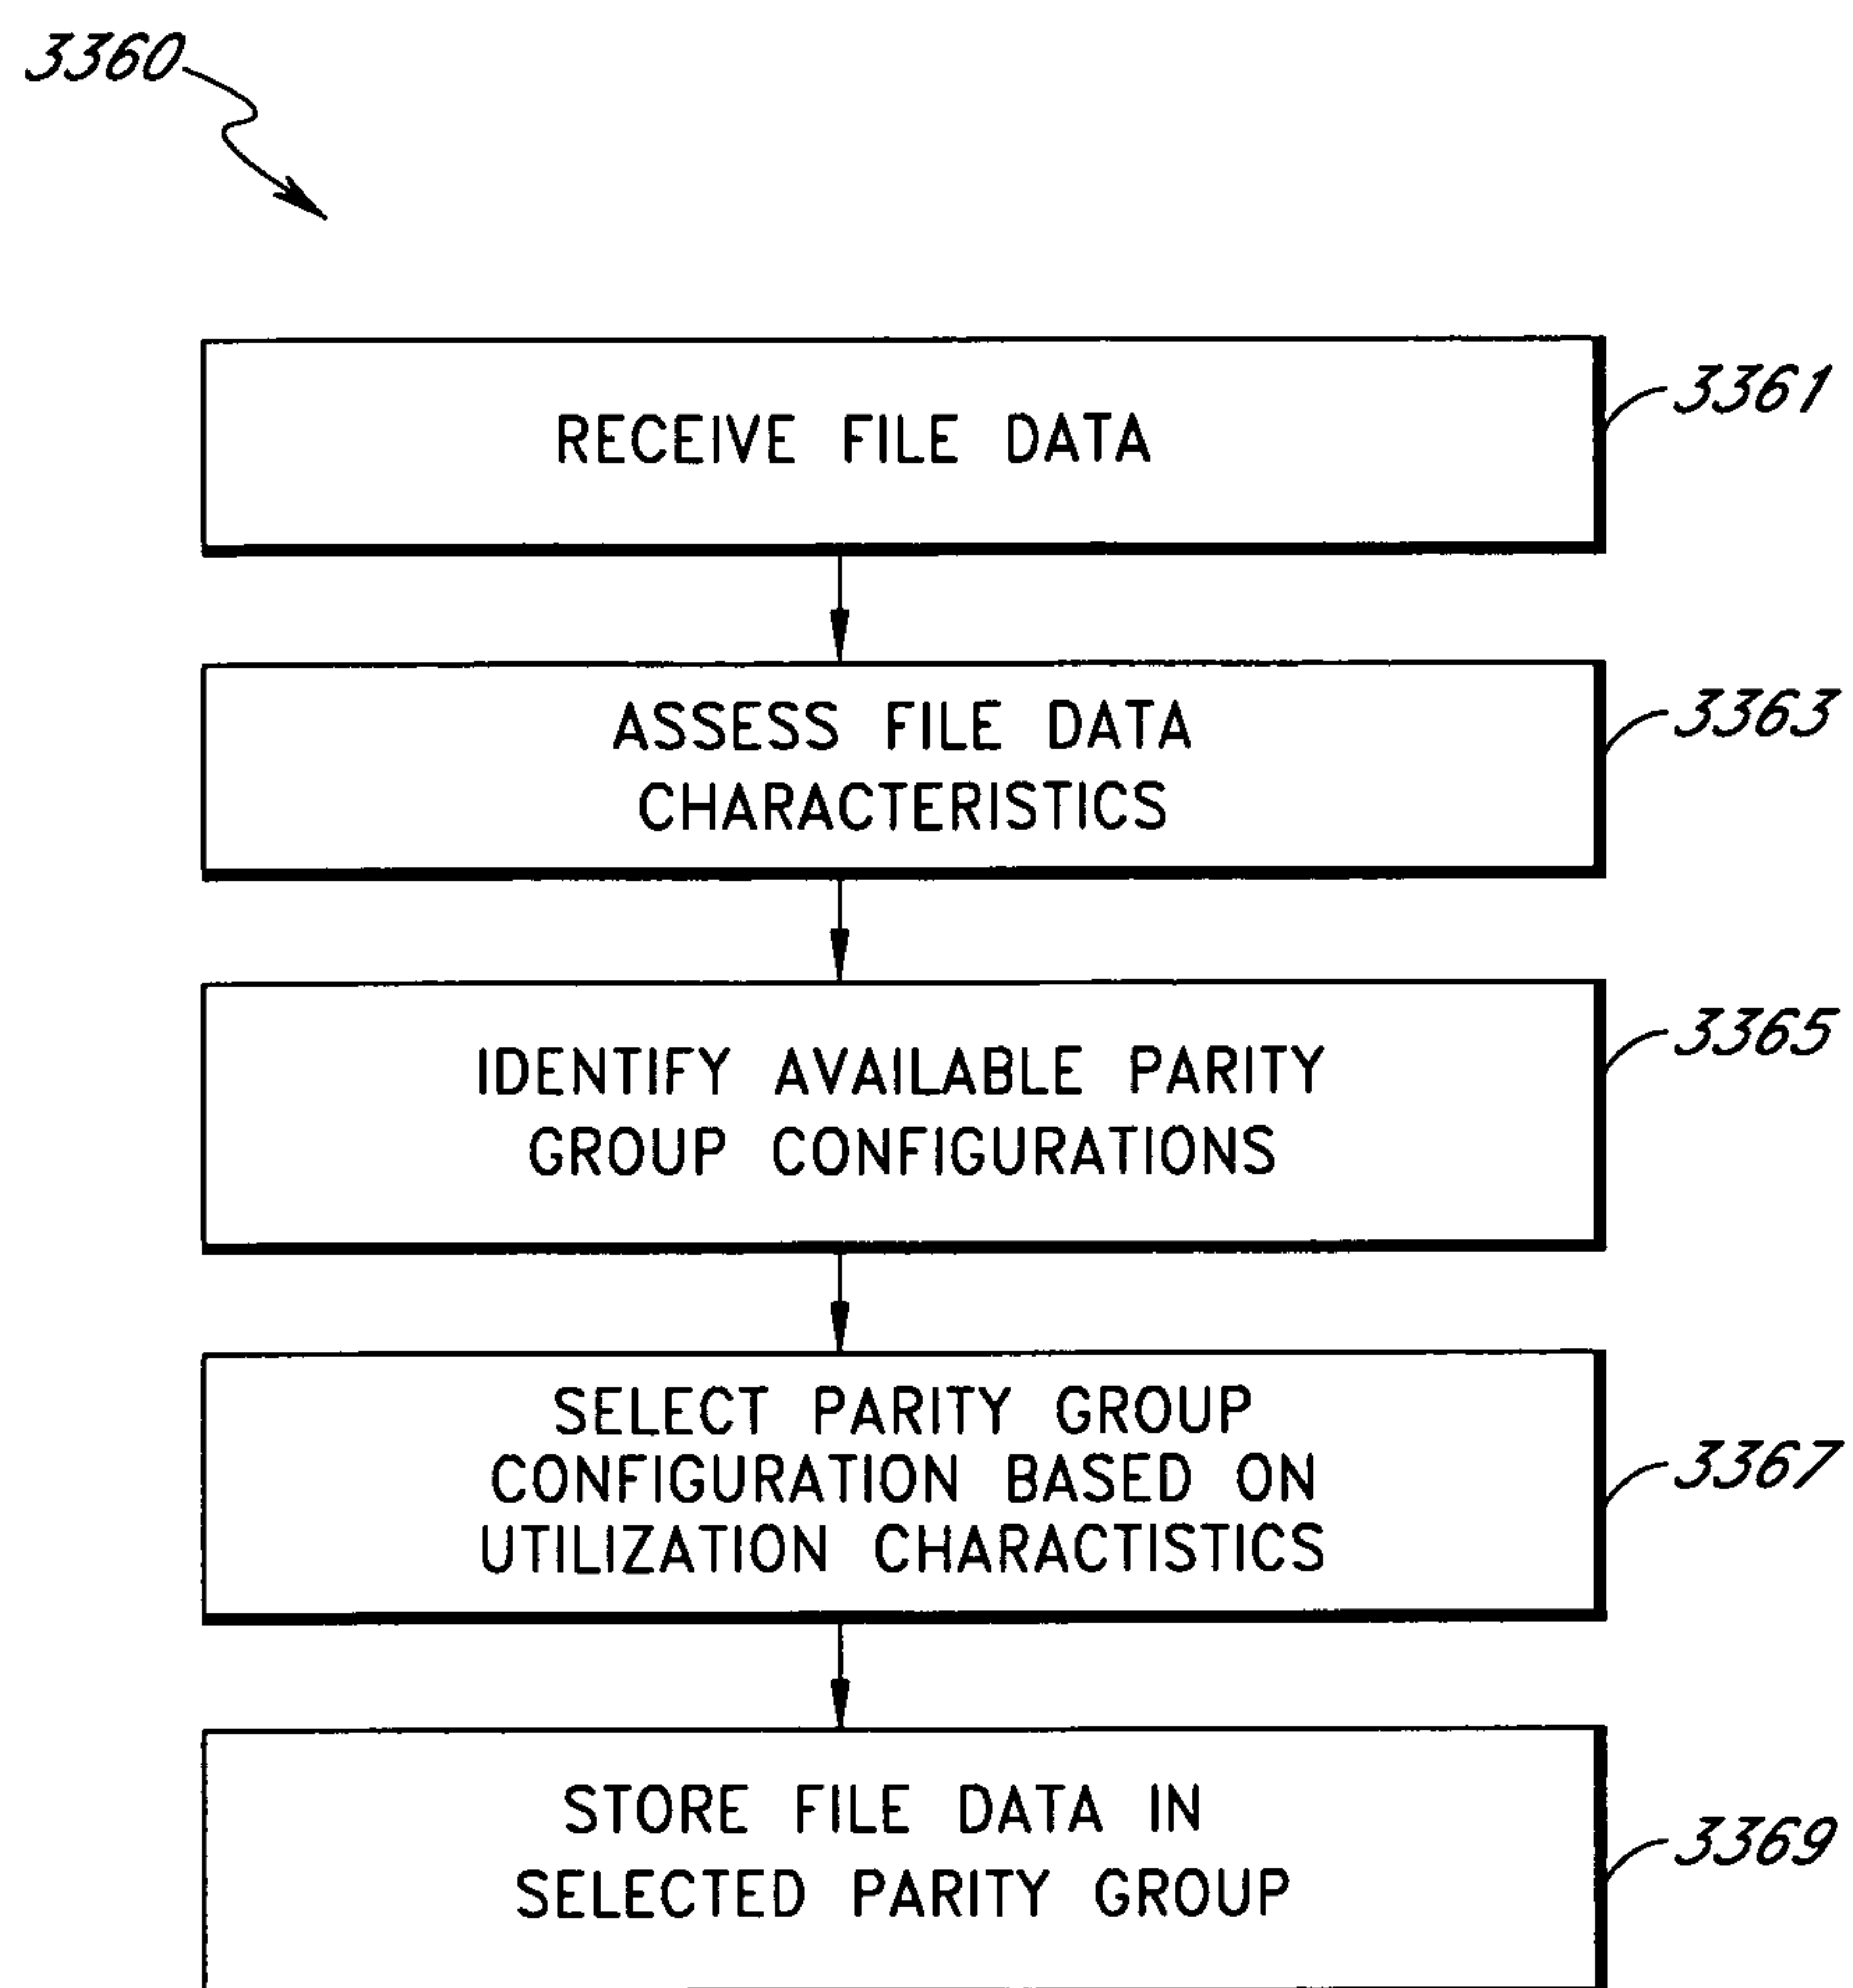 3360
RECEIVE FILE DATA
3361
ASSESS FILE DATA
CHARACTERISTICS
3363
IDENTIFY AVAILABLE PARITY
GROUP CONFIGURATIONS
3365
SELECT PARITY GROUP
CONFIGURATION BASED ON
UTILIZATION CHARACTISTICS
3367
STORE FILE DATA IN
SELECTED PARITY GROUP
3369